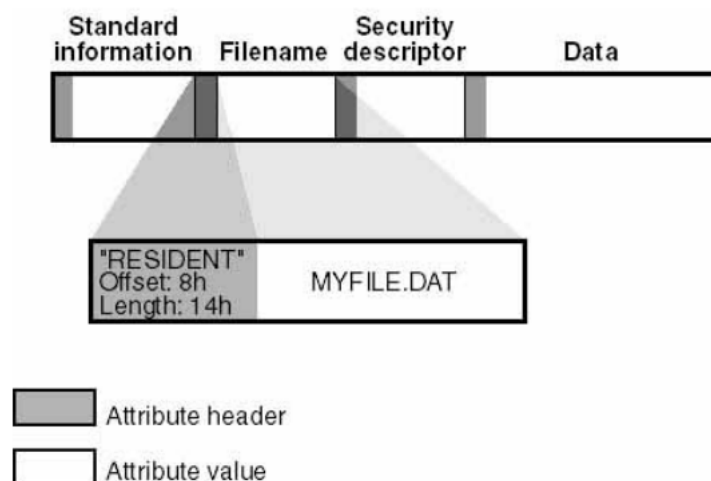 Standard information Filename Security descriptor Data
"RESIDENT"
Offset: 8h
Length: 14h
MYFILE.DAT
Attribute header
Attribute value